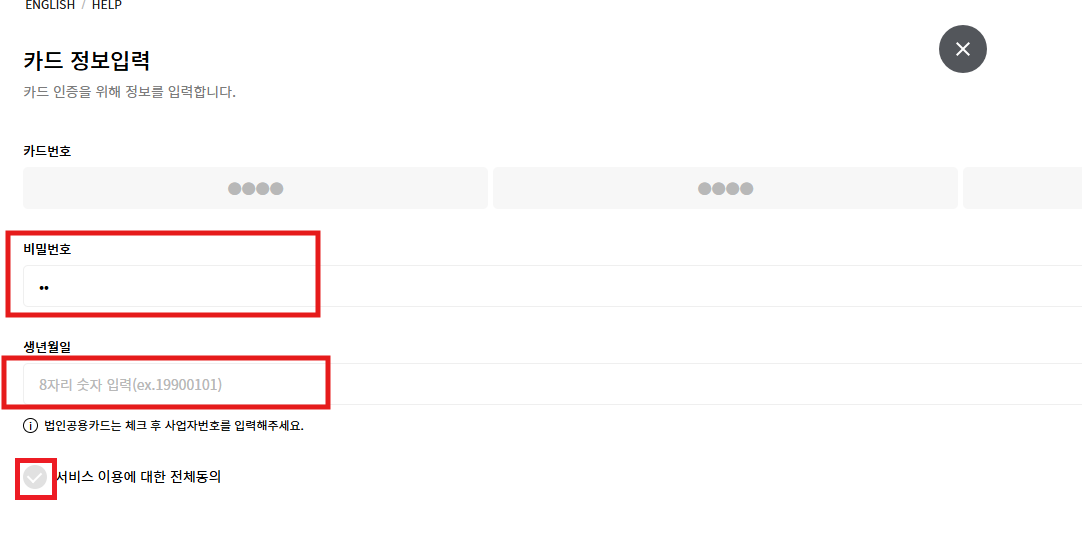 ENGLISH / HELP
카드 정보입력
카드 인증을 위해 정보를 입력합니다.
카드번호
●●●● ●●●●
비밀번호
••
생년월일
8자리 숫자 입력(ex.19900101)
법인공용카드는 체크 후 사업자번호를 입력해주세요.
서비스 이용에 대한 전체동의